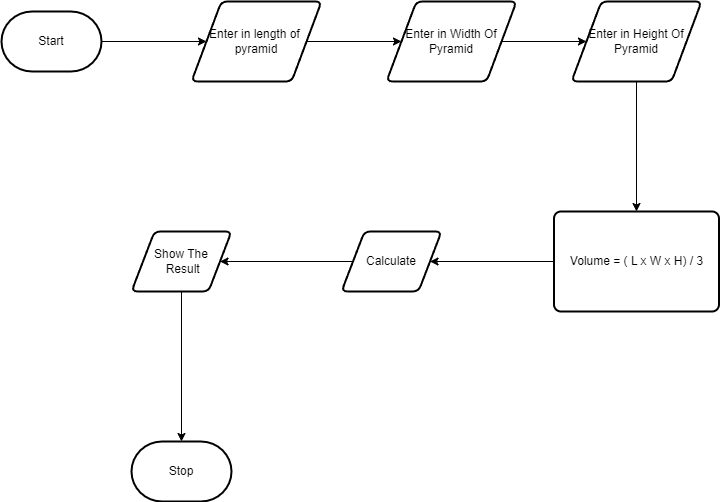 Start
Enter in length of
pyramid
Enter in Width Of
Pyramid
Enter in Height Of
Pyramid
Volume = ( L x W x H) / 3
Calculate
Show The
Result
Stop